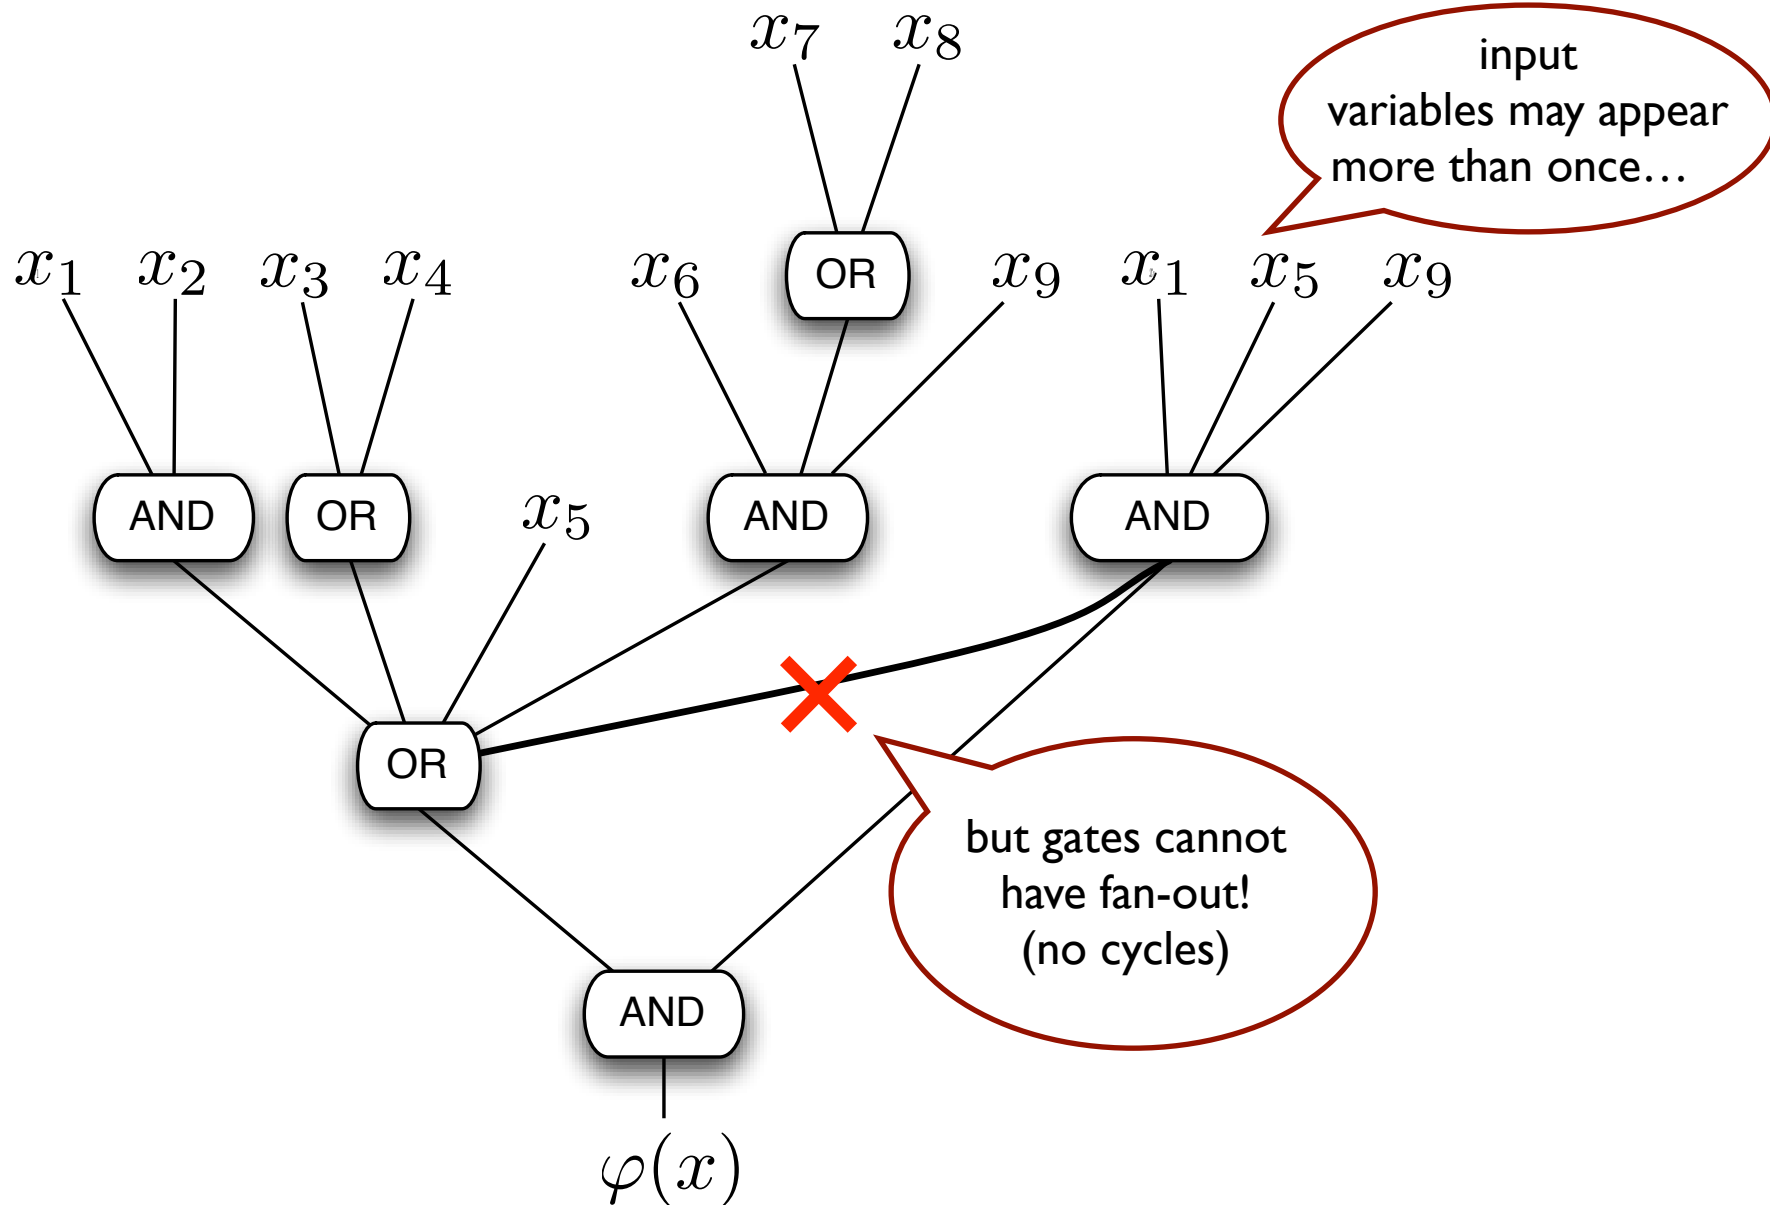 x7 x8
input
variables may appear
more than once…
x1 x2 x3 x4 x6 OR x9 x1 x5 x9
AND OR x5 AND AND
OR
but gates cannot
have fan-out!
(no cycles)
AND
φ(x)